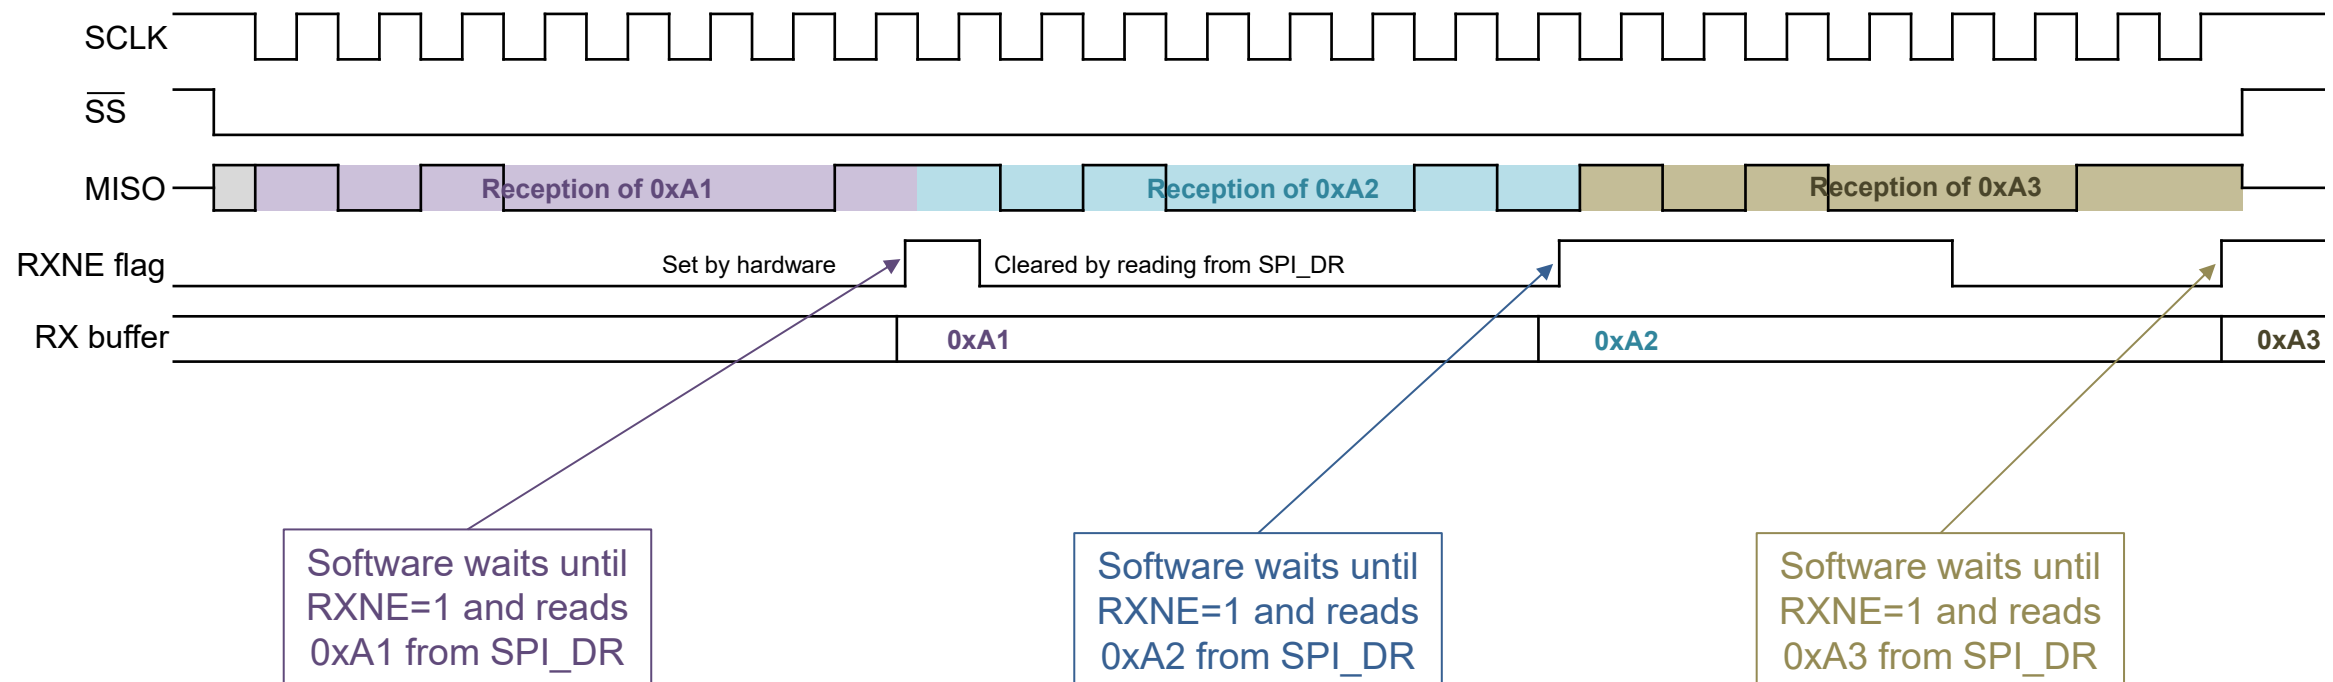 SCLK
SS
MISO
Reception of 0xA1
Reception of 0xA2
Reception of 0xA3
RXNE flag
Set by hardware
Cleared by reading from SPI_DR
RX buffer
0xA1
0xA2
0xA3
Software waits until
RXNE=1 and reads
0xA1 from SPI_DR
Software waits until
RXNE=1 and reads
0xA2 from SPI_DR
Software waits until
RXNE=1 and reads
0xA3 from SPI_DR